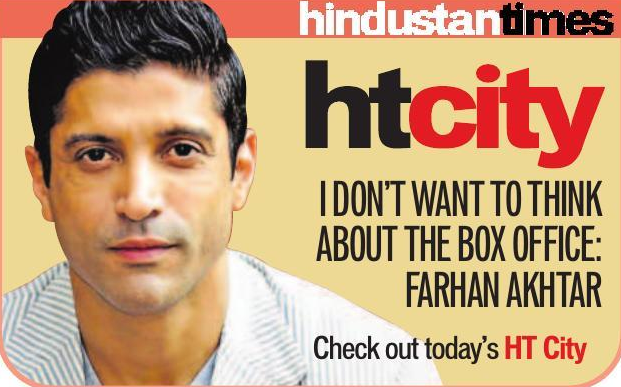 hindustantimes
htcity
I DON'T WANT TO THINK
ABOUT THE BOX OFFICE:
FARHAN AKHTAR
Check out today's HT City